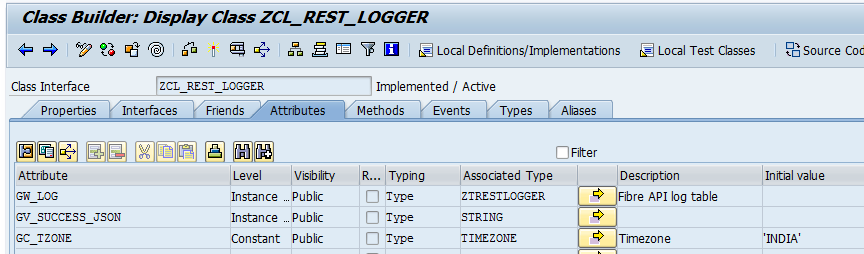 Class Builder: Display Class ZCL_REST_LOGGER
Local Definitions/Implementations Local Test Classes Source Cod
Class Interface ZCL_REST_LOGGER Implemented / Active
Properties Interfaces Friends Attributes Methods Events Types Aliases
Filter
Attribute Level Visibility R... Typing Associated Type Description Initial value
GW_LOG Instance ... Public Type ZTRESTLOGGER Fibre API log table
GV_SUCCESS_JSON Instance ... Public Type STRING
GC_TZONE Constant Public Type TIMEZONE Timezone 'INDIA'